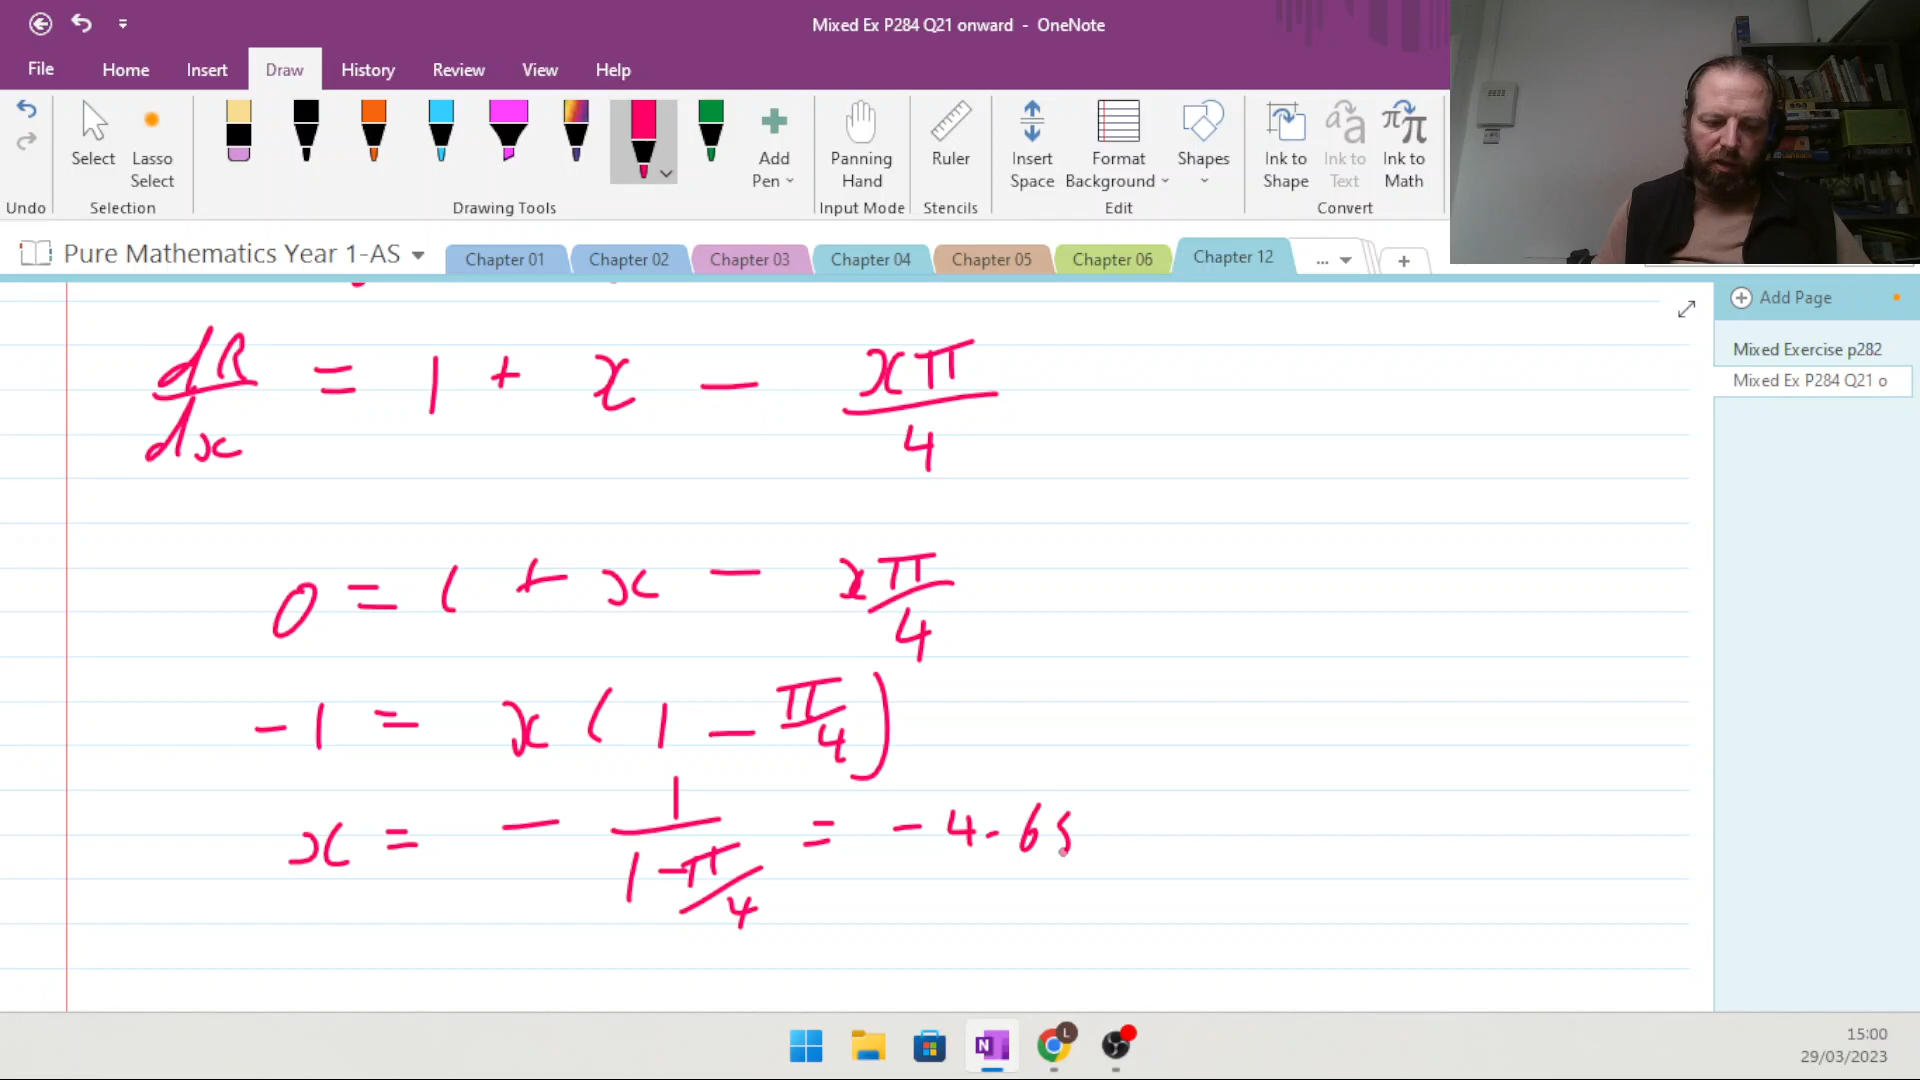 Mixed Ex P284 Q21 onward - OneNote
File Home Insert Draw History Review View Help
Undo
Select
Lasso Select
Selection
Drawing Tools
Add Pen
Panning Hand
Input Mode
Ruler
Stencils
Insert Space
Format Background
Shapes
Edit
Ink to Shape
Ink to Text
Ink to Math
Convert
Pure Mathematics Year 1-AS
Chapter 01 Chapter 02 Chapter 03 Chapter 04 Chapter 05 Chapter 06 Chapter 12 ... +
Add Page
Mixed Exercise p282
Mixed Ex P284 Q21 o
dR/dx = 1 + x - xπ/4
0 = 1 + x - xπ/4
-1 = x(1 - π/4)
x = - 1/(1-π/4) = -4.65
L
N
15:00
29/03/2023